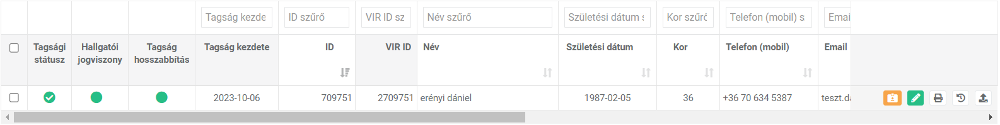 Tagság kezde ID szűrő VIR ID sz Név szűrő Születési dátum s Kor szűrő Telefon (mobil) s Emai
Tagsági státusz Hallgatói jogviszony Tagság hosszabbítás Tagság kezdete ID VIR ID Név Születési dátum Kor Telefon (mobil) Email
2023-10-06 709751 2709751 erényi dániel 1987-02-05 36 +36 70 634 5387 teszt.dá